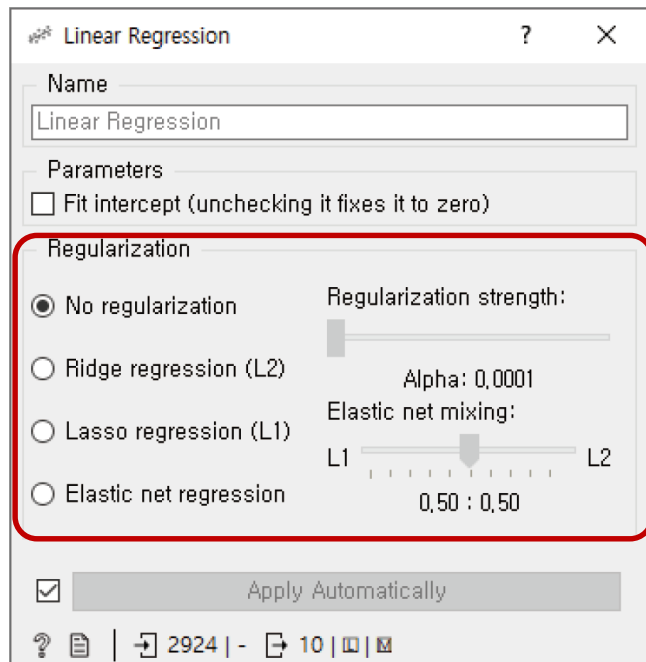 Linear Regression ? ×
Name
Linear Regression
Parameters
Fit intercept (unchecking it fixes it to zero)
Regularization
No regularization
Ridge regression (L2)
Lasso regression (L1)
Elastic net regression
Regularization strength:
Alpha: 0,0001
Elastic net mixing:
L1 L2
0,50 : 0,50
Apply Automatically
? | 2924 | - 10 | L | M